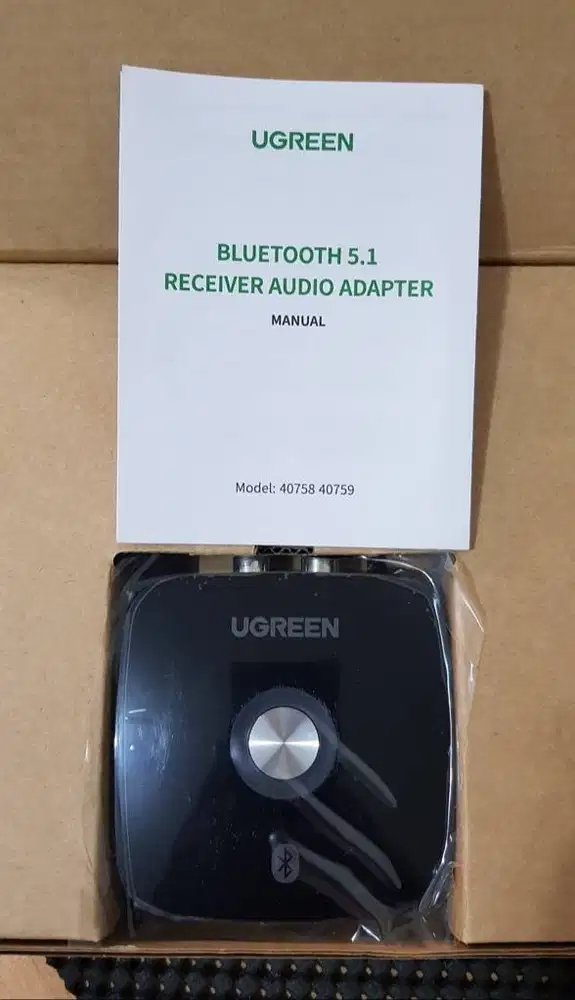 UGREEN
BLUETOOTH 5.1
RECEIVER AUDIO ADAPTER
MANUAL
Model: 40758 40759
UGREEN